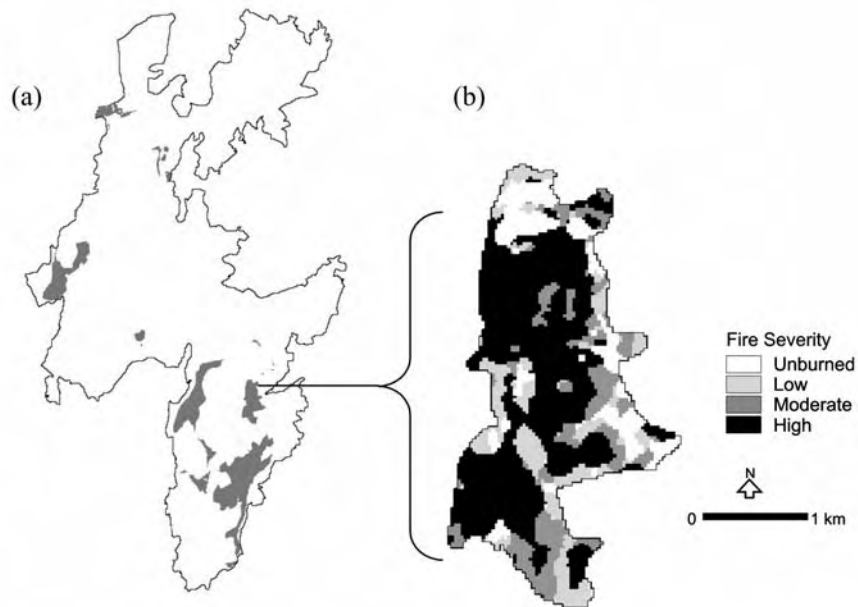 (a)
(b)
Fire Severity
Unburned
Low
Moderate
High
N
0 1 km